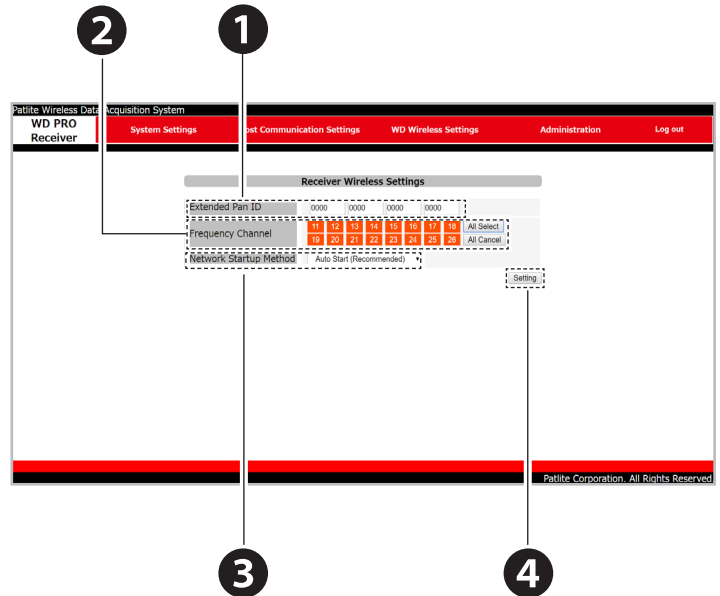 2 1
Patlite Wireless Data Acquisition System
WD PRO Receiver System Settings ost Communication Settings WD Wireless Settings Administration Log out
Receiver Wireless Settings
Extended Pan ID 0000 0000 0000 0000
Frequency Channel
11 12 13 14 15 16 17 18 All Select
19 20 21 22 23 24 25 26 All Cancel
Network Startup Method Auto Start (Recommended)
Setting
Patlite Corporation. All Rights Reserved
3 4